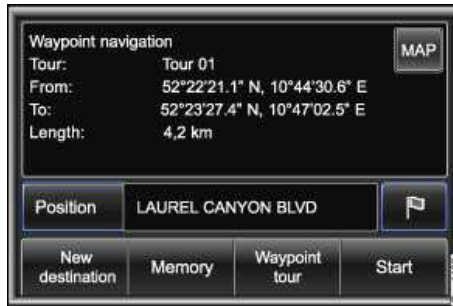 Waypoint navigation
MAP
Tour: Tour 01
From: 52°22'21.1" N, 10°44'30.6" E
To: 52°23'27.4" N, 10°47'02.5" E
Length: 4,2 km
Position LAUREL CANYON BLVD
New destination
Memory
Waypoint tour
Start